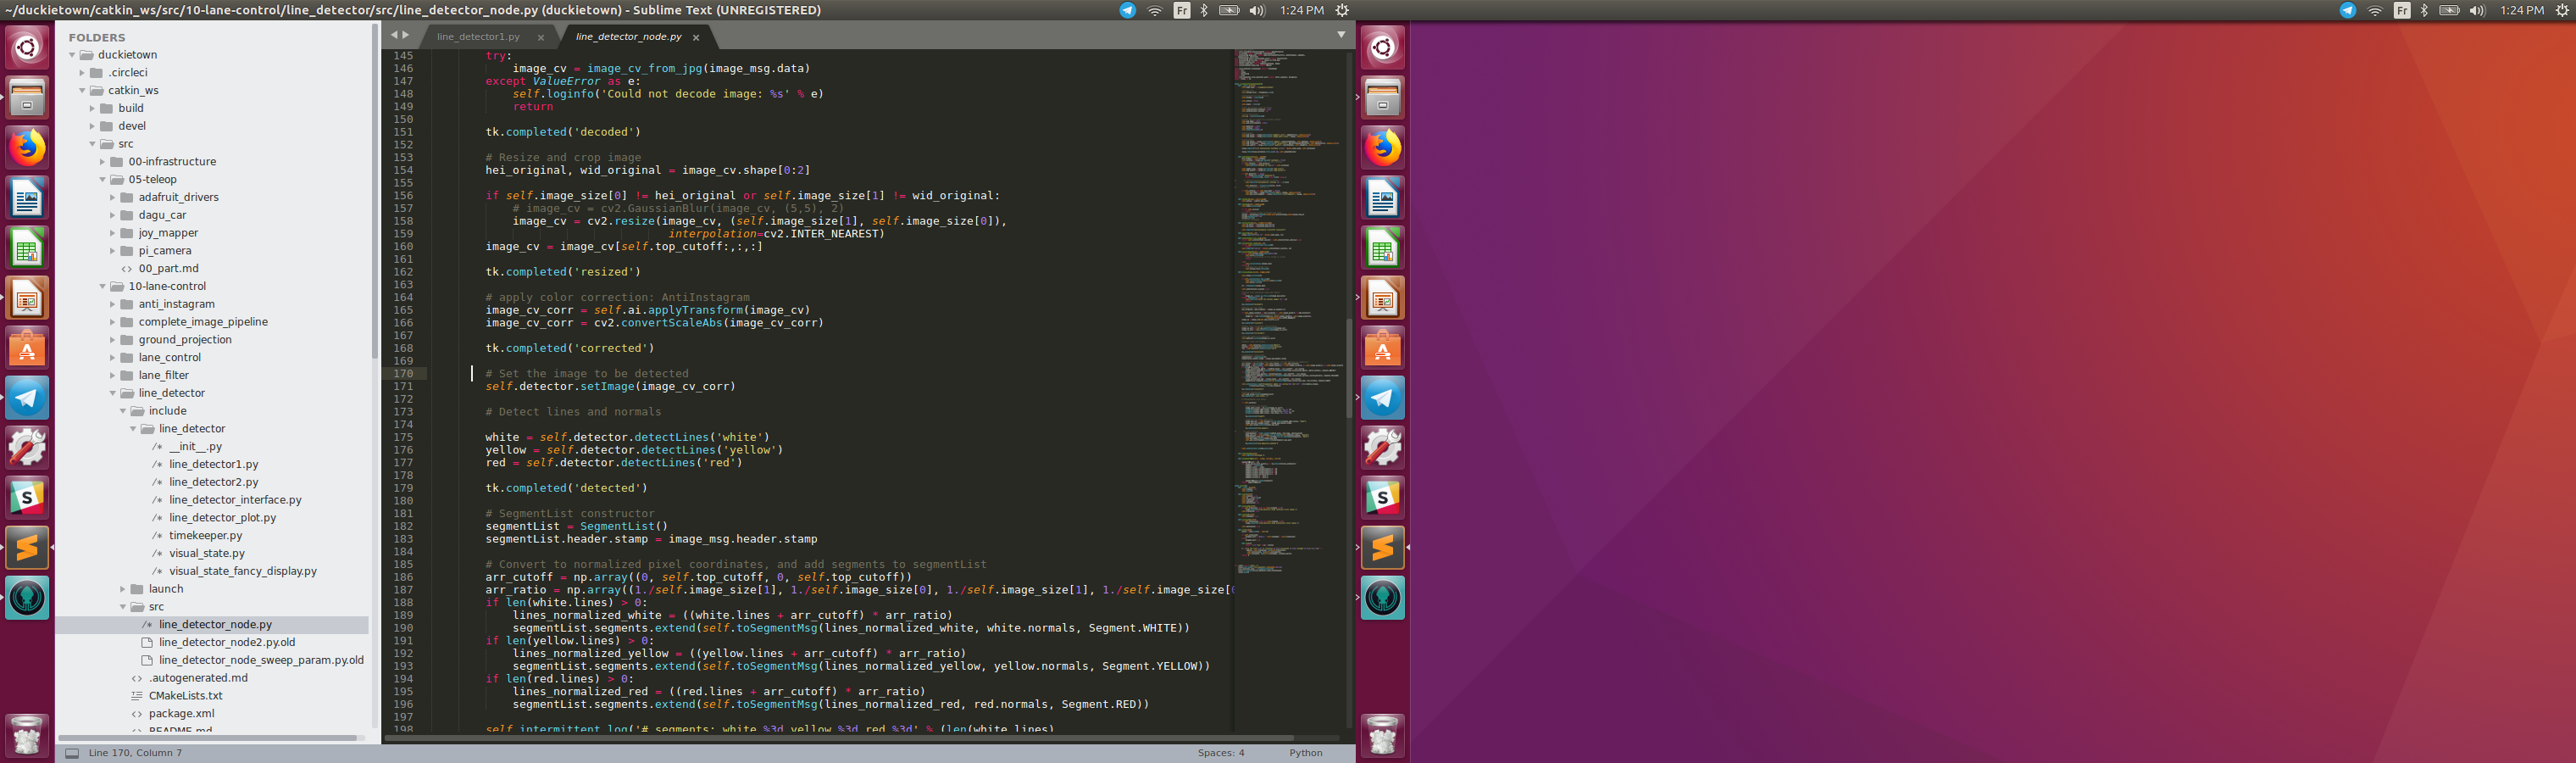 ~/duckietown/catkin_ws/src/10-lane-control/line_detector/src/line_detector_node.py (duckietown) - Sublime Text (UNREGISTERED)
Fr
1:24 PM
Fr
1:24 PM
FOLDERS
duckietown
.circleci
catkin_ws
build
devel
src
00-infrastructure
05-teleop
adafruit_drivers
dagu_car
joy_mapper
pi_camera
<> 00_part.md
10-lane-control
anti_instagram
complete_image_pipeline
ground_projection
lane_control
lane_filter
line_detector
include
line_detector
/* __init__.py
/* line_detector1.py
/* line_detector2.py
/* line_detector_interface.py
/* line_detector_plot.py
/* timekeeper.py
/* visual_state.py
/* visual_state_fancy_display.py
launch
src
/* line_detector_node.py
line_detector_node2.py.old
line_detector_node_sweep_param.py.old
<> .autogenerated.md
CMakeLists.txt
<> package.xml
<> README.md
line_detector1.py ×
line_detector_node.py ×
145 try:
146 image_cv = image_cv_from_jpg(image_msg.data)
147 except ValueError as e:
148 self.loginfo('Could not decode image: %s' % e)
149 return
150
151 tk.completed('decoded')
152
153 # Resize and crop image
154 hei_original, wid_original = image_cv.shape[0:2]
155
156 if self.image_size[0] != hei_original or self.image_size[1] != wid_original:
157 # image_cv = cv2.GaussianBlur(image_cv, (5,5), 2)
158 image_cv = cv2.resize(image_cv, (self.image_size[1], self.image_size[0]),
159 interpolation=cv2.INTER_NEAREST)
160 image_cv = image_cv[self.top_cutoff:,:,:]
161
162 tk.completed('resized')
163
164 # apply color correction: AntiInstagram
165 image_cv_corr = self.ai.applyTransform(image_cv)
166 image_cv_corr = cv2.convertScaleAbs(image_cv_corr)
167
168 tk.completed('corrected')
169
170 # Set the image to be detected
171 self.detector.setImage(image_cv_corr)
172
173 # Detect lines and normals
174
175 white = self.detector.detectLines('white')
176 yellow = self.detector.detectLines('yellow')
177 red = self.detector.detectLines('red')
178
179 tk.completed('detected')
180
181 # SegmentList constructor
182 segmentList = SegmentList()
183 segmentList.header.stamp = image_msg.header.stamp
184
185 # Convert to normalized pixel coordinates, and add segments to segmentList
186 arr_cutoff = np.array((0, self.top_cutoff, 0, self.top_cutoff))
187 arr_ratio = np.array((1./self.image_size[1], 1./self.image_size[0], 1./self.image_size[1], 1./self.image_size[
188 if len(white.lines) > 0:
189 lines_normalized_white = ((white.lines + arr_cutoff) * arr_ratio)
190 segmentList.segments.extend(self.toSegmentMsg(lines_normalized_white, white.normals, Segment.WHITE))
191 if len(yellow.lines) > 0:
192 lines_normalized_yellow = ((yellow.lines + arr_cutoff) * arr_ratio)
193 segmentList.segments.extend(self.toSegmentMsg(lines_normalized_yellow, yellow.normals, Segment.YELLOW))
194 if len(red.lines) > 0:
195 lines_normalized_red = ((red.lines + arr_cutoff) * arr_ratio)
196 segmentList.segments.extend(self.toSegmentMsg(lines_normalized_red, red.normals, Segment.RED))
197
198 self.intermittent_log('# segments: white %3d yellow %3d red %3d' % (len(white.lines)
Line 170, Column 7
Spaces: 4
Python